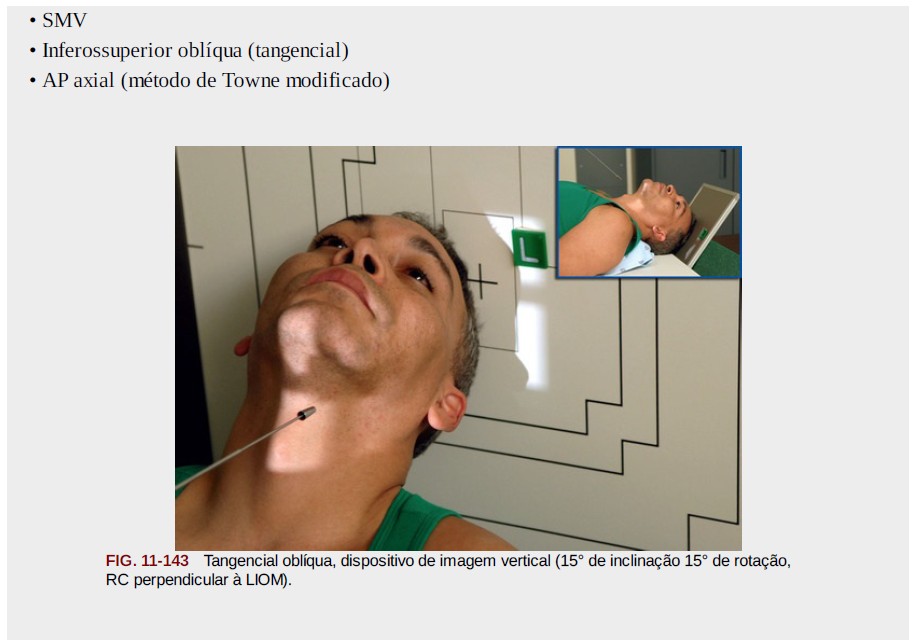 • SMV
• Inferossuperior oblíqua (tangencial)
• AP axial (método de Towne modificado)
L
FIG. 11-143 Tangencial oblíqua, dispositivo de imagem vertical (15° de inclinação 15° de rotação,
RC perpendicular à LIOM).